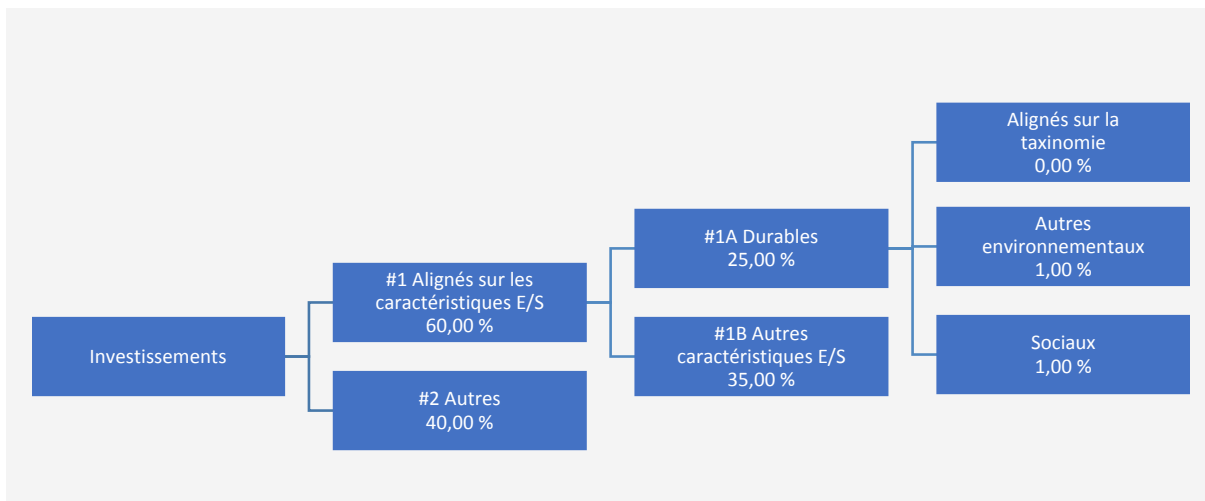 Investissements
#1 Alignés sur les
caractéristiques E/S
60,00 %
#2 Autres
40,00 %
#1A Durables
25,00 %
#1B Autres
caractéristiques E/S
35,00 %
Alignés sur la
taxinomie
0,00 %
Autres
environnementaux
1,00 %
Sociaux
1,00 %